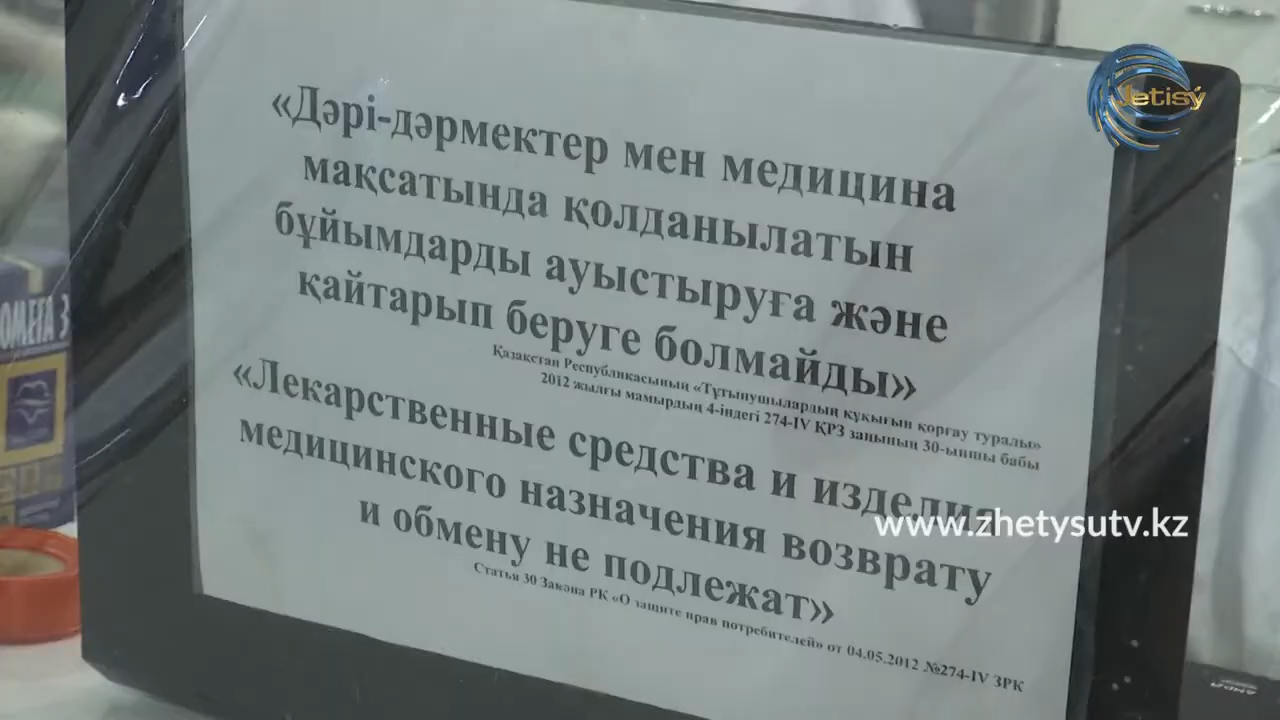 Jetisý
«Дәрі-дәрмектер мен медицина
мақсатында қолданылатын
бұйымдарды ауыстыруға және
қайтарып беруге болмайды»
Қазақстан Республикасының «Тұтынушылардың құқығын қорғау туралы»
2012 жылғы мамырдың 4-індегі 274-IV ҚРЗ заңының 30-ыншы бабы
«Лекарственные средства и изделия
медицинского назначения возврату
и обмену не подлежат»
Статья 30 Закона РК «О защите прав потребителей» от 04.05.2012 №274-IV ЗРК
www.zhetysutv.kz
ОМЕГА 3